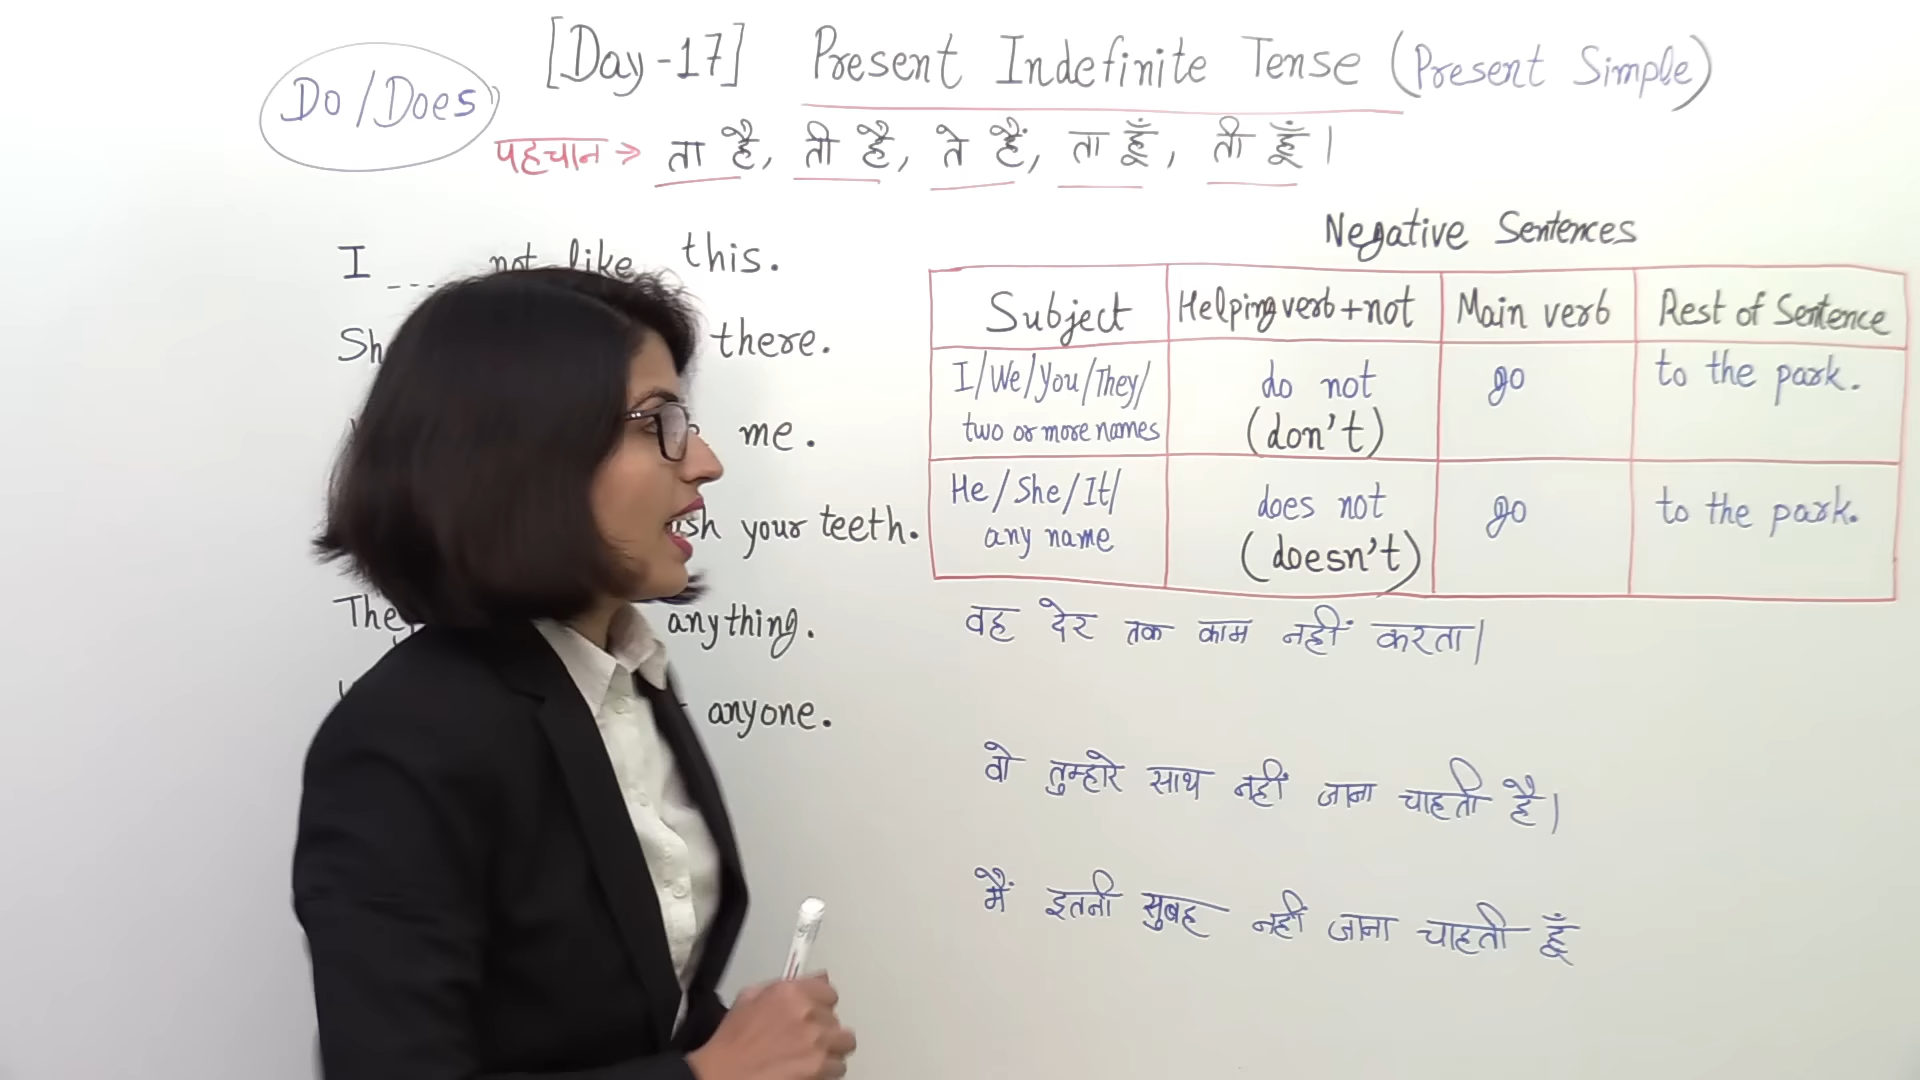 [Day-17] Present Indefinite Tense (Present Simple)
Do/Does
पहचान → ता है, ती है, ते हैं, ता हूँ, ती हूँ।
I ---- not like this.
there.
me.
your teeth.
anything.
anyone.
Negative Sentences
Subject Helping verb+not Main verb Rest of Sentence
I/We/You/They/ two or more names do not (don't) go to the park.
He/She/It/ any name does not (doesn't) go to the park.
वह देर तक काम नहीं करता।
वो तुम्हारे साथ नहीं जाना चाहती है।
मैं इतनी सुबह नहीं जाना चाहती हूँ